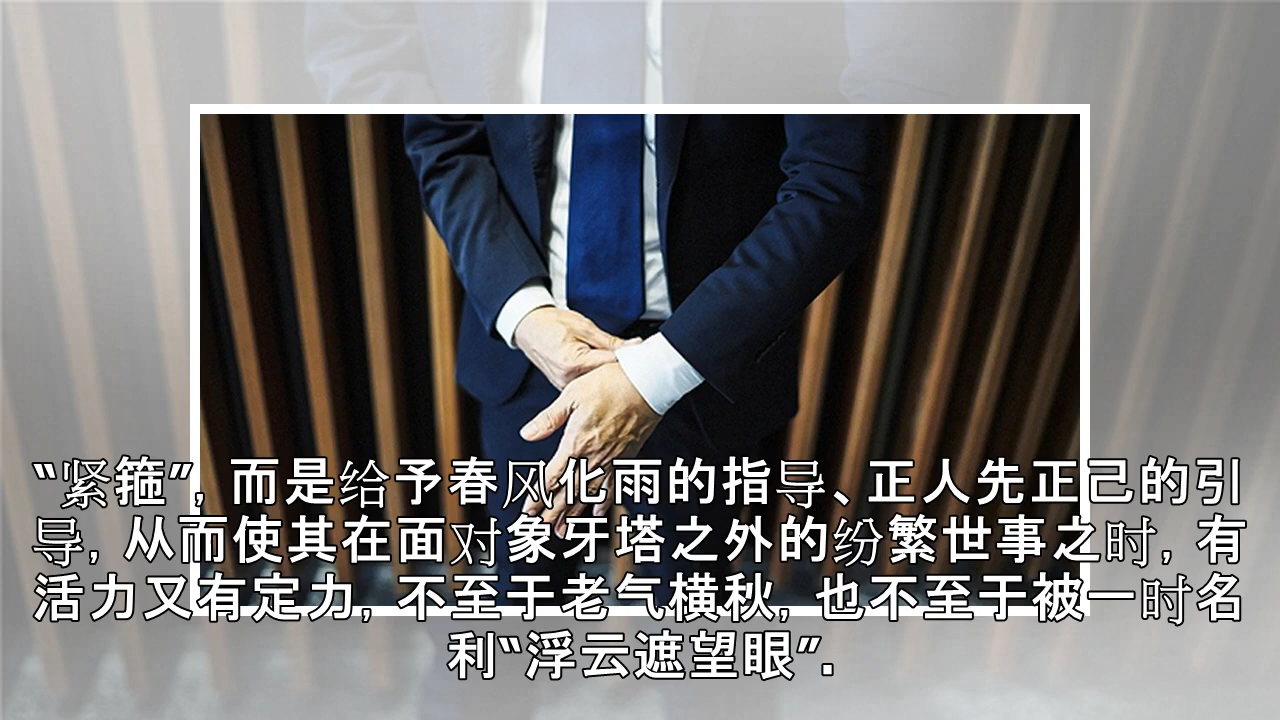 “紧箍”, 而是给予春风化雨的指导、正人先正己的引
导, 从而使其在面对象牙塔之外的纷繁世事之时, 有
活力又有定力, 不至于老气横秋, 也不至于被一时名
利“浮云遮望眼”.